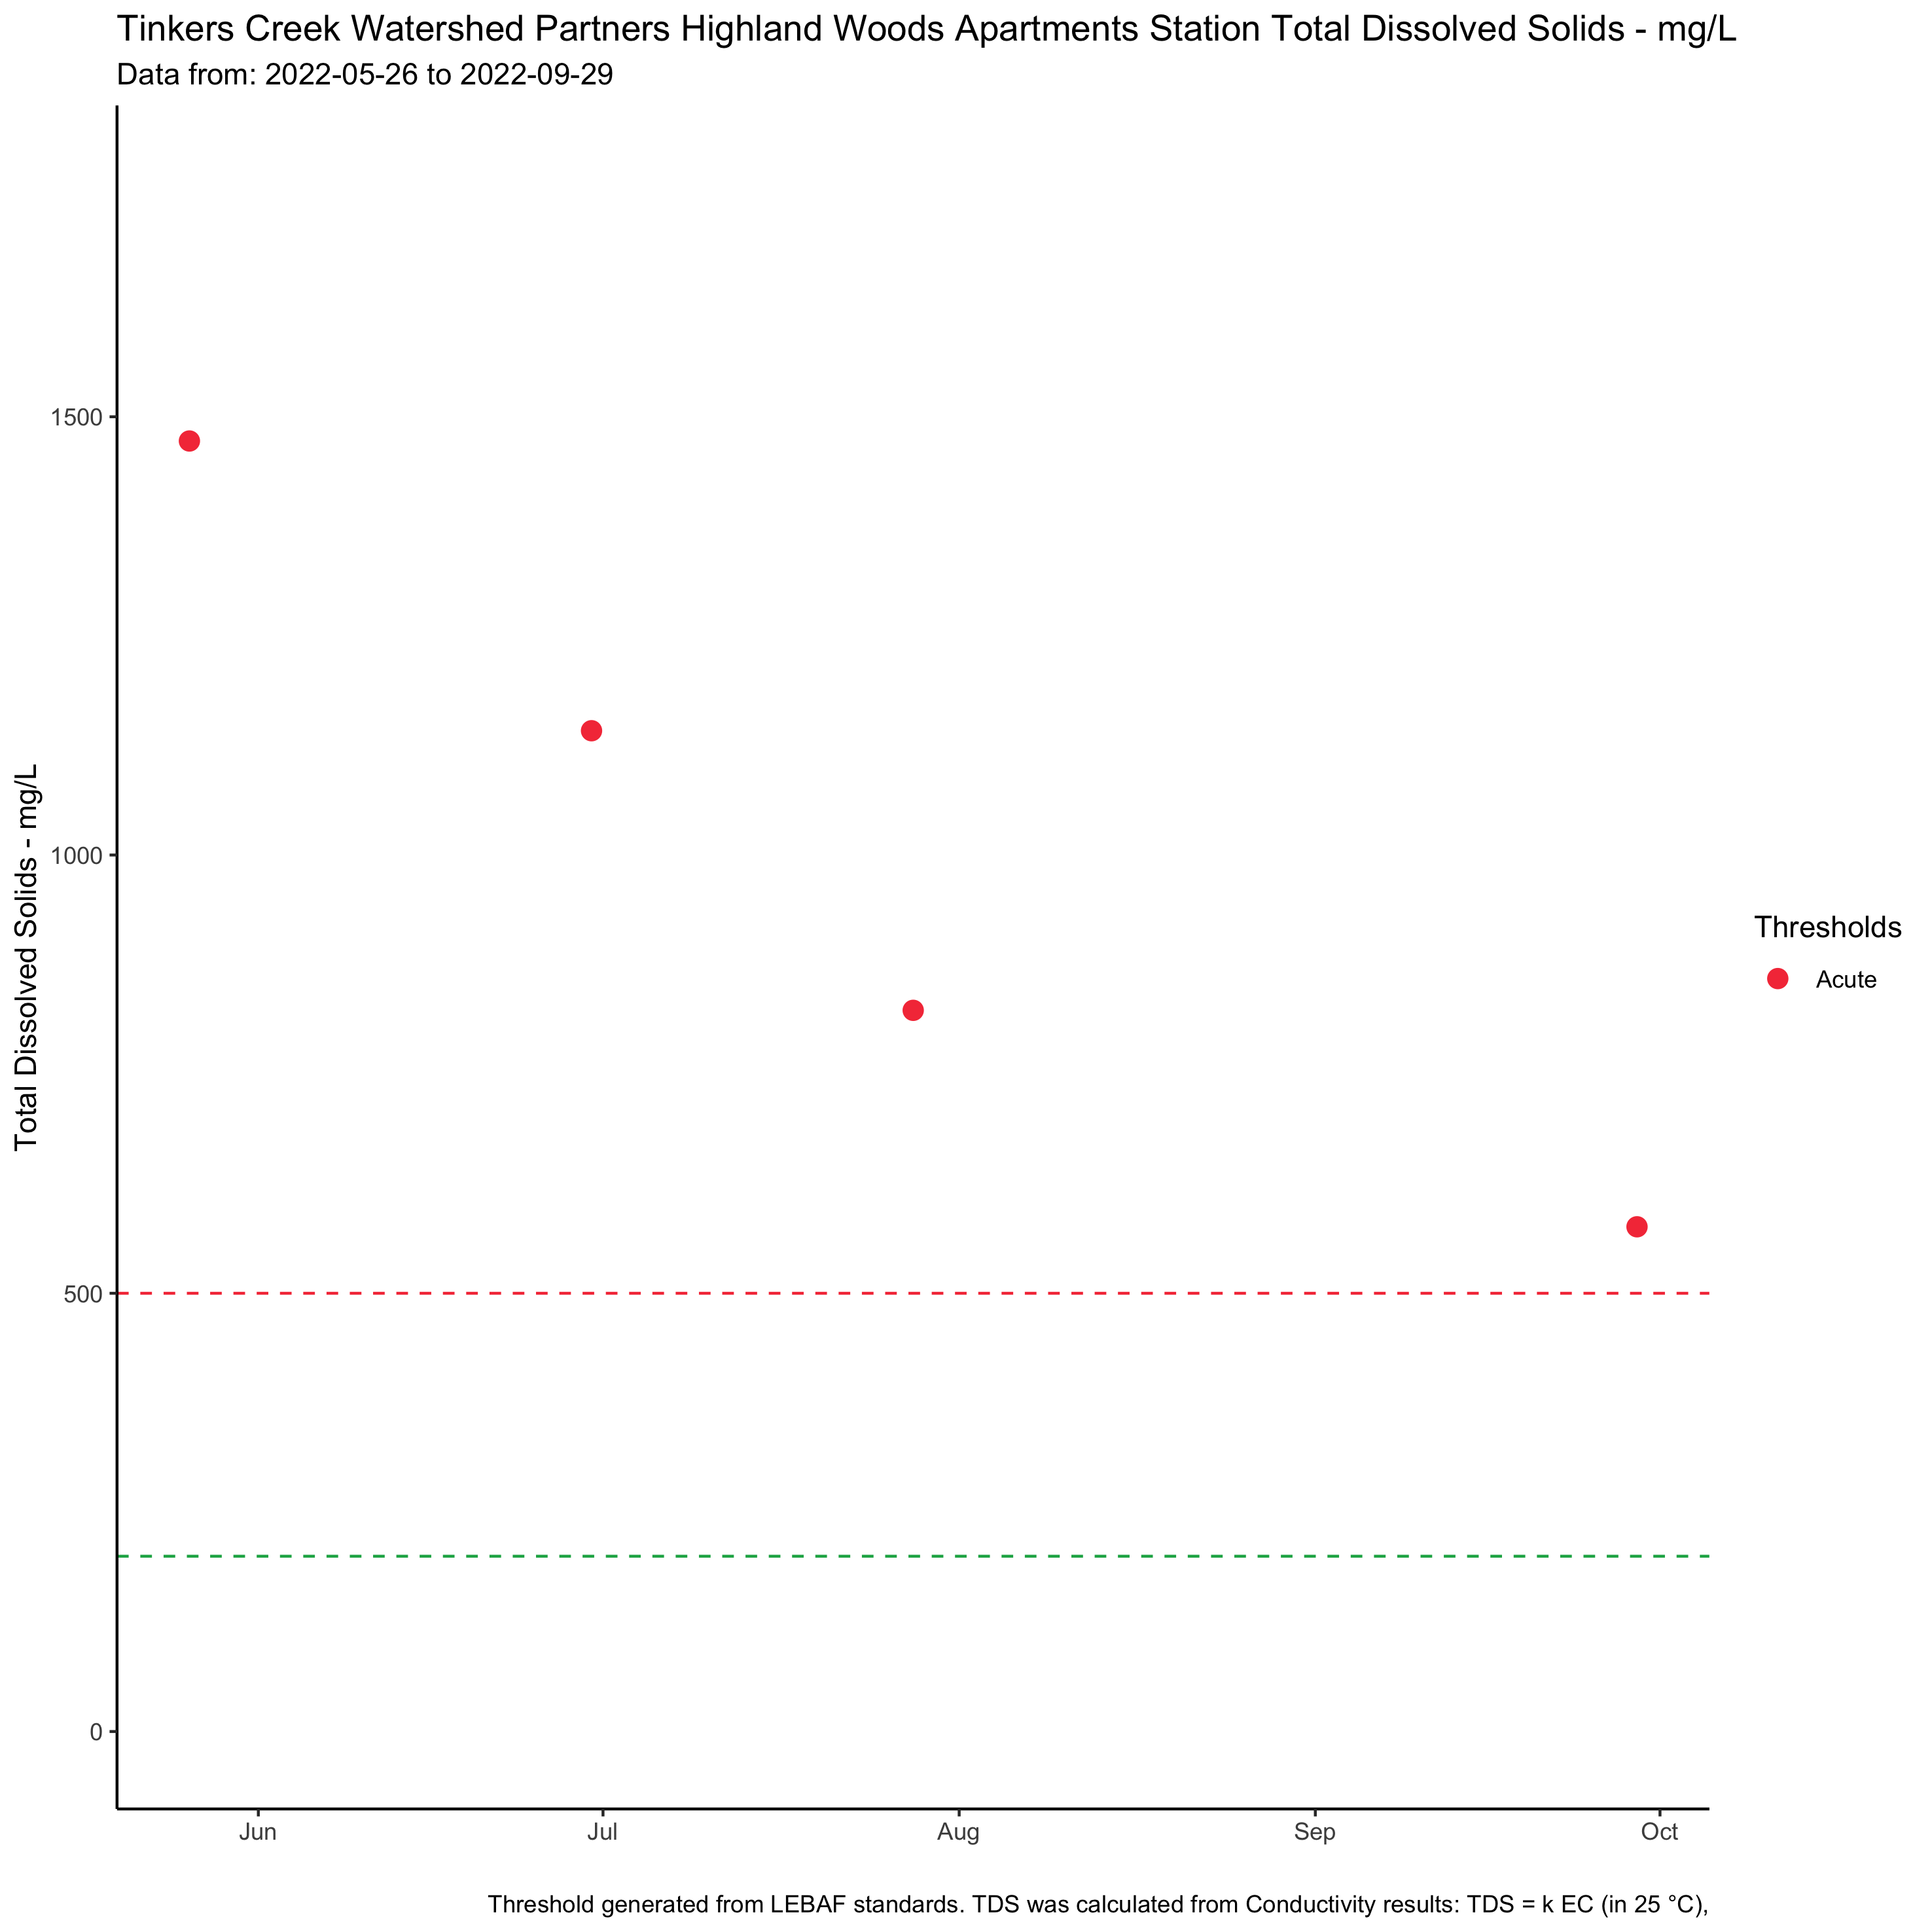 Tinkers Creek Watershed Partners Highland Woods Apartments Station Total Dissolved Solids - mg/L
Data from: 2022-05-26 to 2022-09-29
Total Dissolved Solids - mg/L
1500
1000
500
0
Jun Jul Aug Sep Oct
Thresholds
Acute
Threshold generated from LEBAF standards. TDS was calculated from Conductivity results: TDS = k EC (in 25 °C),